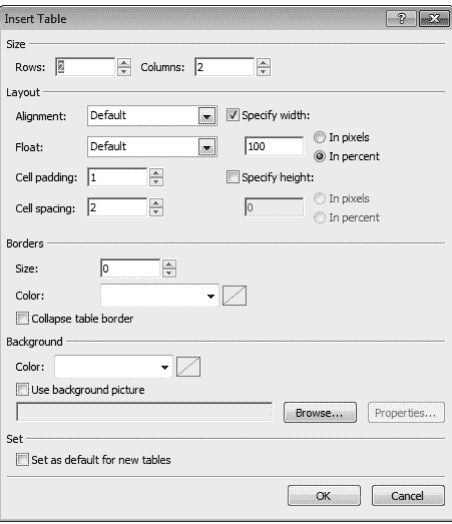 Insert Table
Size
Rows: 2 Columns: 2
Layout
Alignment: Default Specify width:
Float: Default 100 In pixels
In percent
Cell padding: 1 Specify height:
Cell spacing: 2 0 In pixels
In percent
Borders
Size: 0
Color:
Collapse table border
Background
Color:
Use background picture
Browse... Properties...
Set
Set as default for new tables
OK Cancel